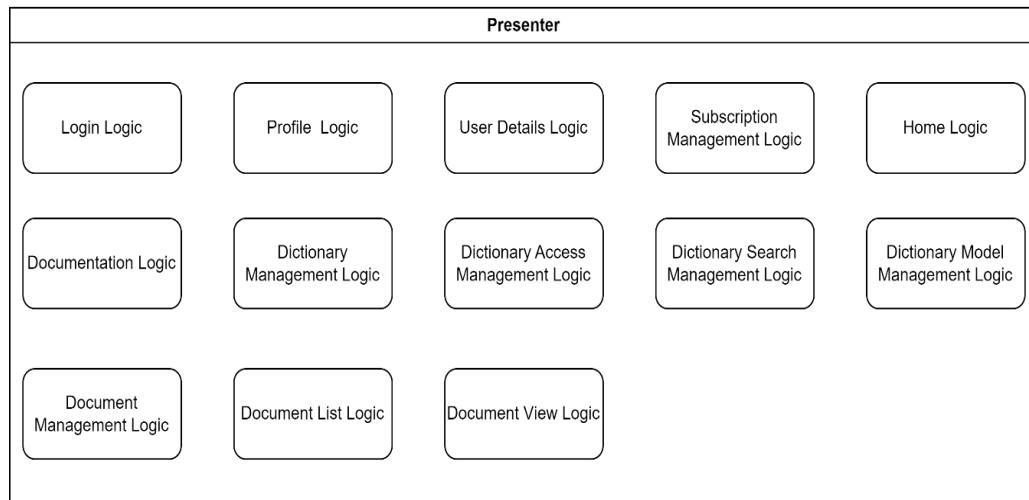 Presenter
Login Logic
Profile Logic
User Details Logic
Subscription
Management Logic
Home Logic
Documentation Logic
Dictionary
Management Logic
Dictionary Access
Management Logic
Dictionary Search
Management Logic
Dictionary Model
Management Logic
Document
Management Logic
Document List Logic
Document View Logic